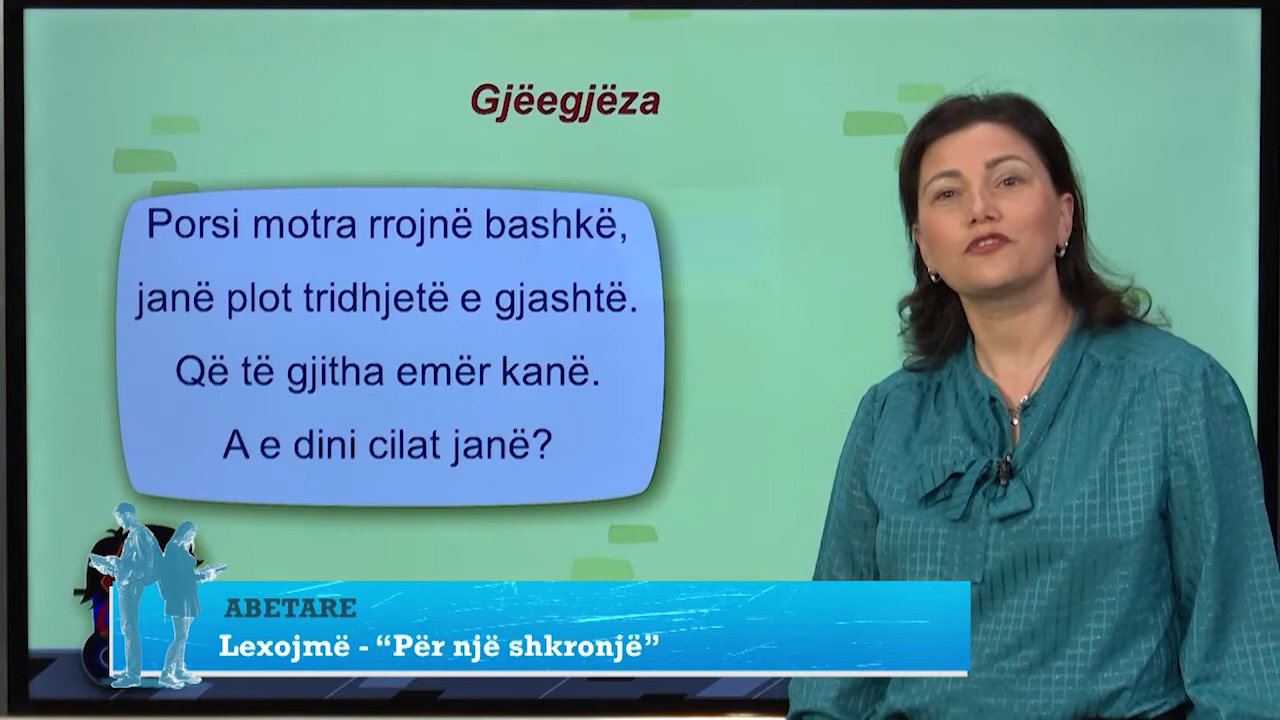 Gjëegjëza
Porsi motra rrojnë bashkë,
janë plot tridhjetë e gjashtë.
Që të gjitha emër kanë.
A e dini cilat janë?
ABETARE
Lexojmë - “Për një shkronjë”